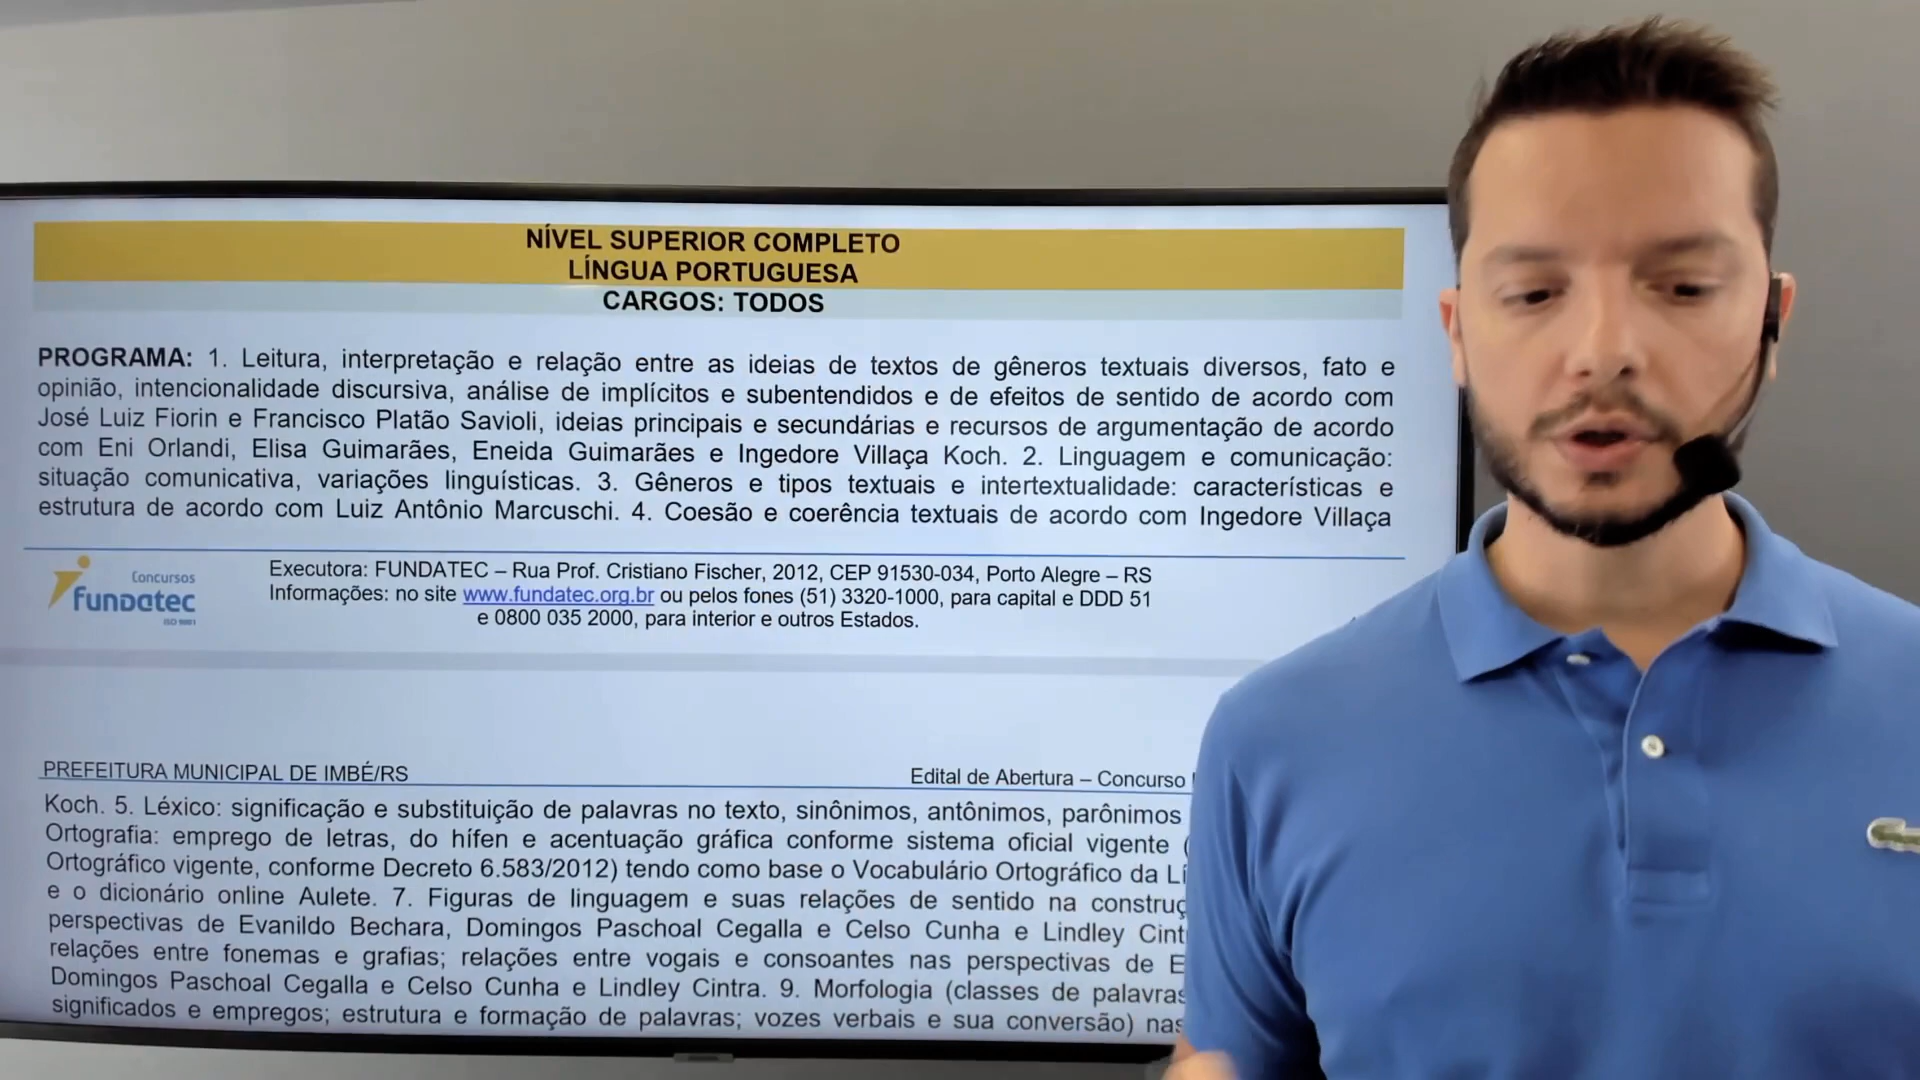 NÍVEL SUPERIOR COMPLETO
LÍNGUA PORTUGUESA
CARGOS: TODOS
PROGRAMA: 1. Leitura, interpretação e relação entre as ideias de textos de gêneros textuais diversos, fato e
opinião, intencionalidade discursiva, análise de implícitos e subentendidos e de efeitos de sentido de acordo com
José Luiz Fiorin e Francisco Platão Savioli, ideias principais e secundárias e recursos de argumentação de acordo
com Eni Orlandi, Elisa Guimarães, Eneida Guimarães e Ingedore Villaça Koch. 2. Linguagem e comunicação:
situação comunicativa, variações linguísticas. 3. Gêneros e tipos textuais e intertextualidade: características e
estrutura de acordo com Luiz Antônio Marcuschi. 4. Coesão e coerência textuais de acordo com Ingedore Villaça
Concursos
fundatec
ISO 9001
Executora: FUNDATEC – Rua Prof. Cristiano Fischer, 2012, CEP 91530-034, Porto Alegre – RS
Informações: no site www.fundatec.org.br ou pelos fones (51) 3320-1000, para capital e DDD 51
e 0800 035 2000, para interior e outros Estados.
PREFEITURA MUNICIPAL DE IMBÉ/RS
Edital de Abertura – Concurso
Koch. 5. Léxico: significação e substituição de palavras no texto, sinônimos, antônimos, parônimos
Ortografia: emprego de letras, do hífen e acentuação gráfica conforme sistema oficial vigente (
Ortográfico vigente, conforme Decreto 6.583/2012) tendo como base o Vocabulário Ortográfico da Lí
e o dicionário online Aulete. 7. Figuras de linguagem e suas relações de sentido na construç
perspectivas de Evanildo Bechara, Domingos Paschoal Cegalla e Celso Cunha e Lindley Cint
relações entre fonemas e grafias; relações entre vogais e consoantes nas perspectivas de E
Domingos Paschoal Cegalla e Celso Cunha e Lindley Cintra. 9. Morfologia (classes de palavras
significados e empregos; estrutura e formação de palavras; vozes verbais e sua conversão) nas